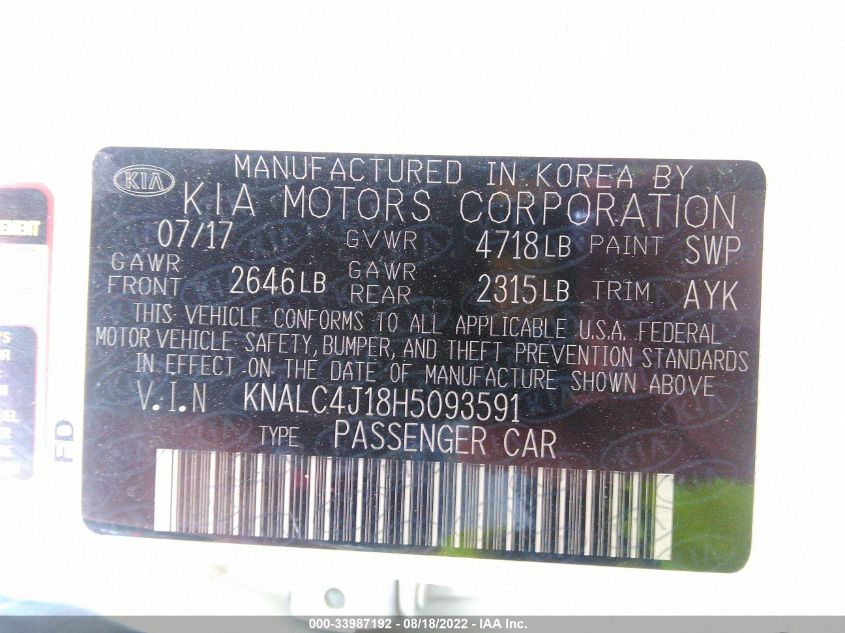 KIA
MANUFACTURED IN KOREA BY
KIA MOTORS CORPORATION
07/17 GVWR 4718LB PAINT SWP
GAWR FRONT 2646LB GAWR REAR 2315LB TRIM AYK
THIS VEHICLE CONFORMS TO ALL APPLICABLE U.S.A. FEDERAL
MOTOR VEHICLE SAFETY, BUMPER, AND THEFT PREVENTION STANDARDS
IN EFFECT ON THE DATE OF MANUFACTURE SHOWN ABOVE
V.I.N KNALC4J18H5093591
TYPE PASSENGER CAR
FD
000-33987192 - 08/18/2022 - IAA Inc.